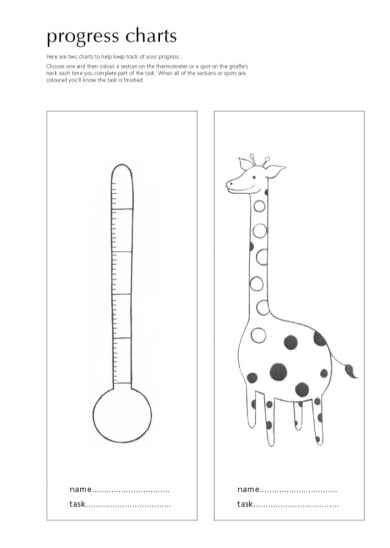 progress charts
Here are two charts to help keep track of your progress.
Choose one and then colour a section on the thermometer or a spot on the giraffe's
neck each time you complete part of the task. When all of the sections or spots are
coloured you'll know the task is finished.
name................................
task...................................
name................................
task...................................